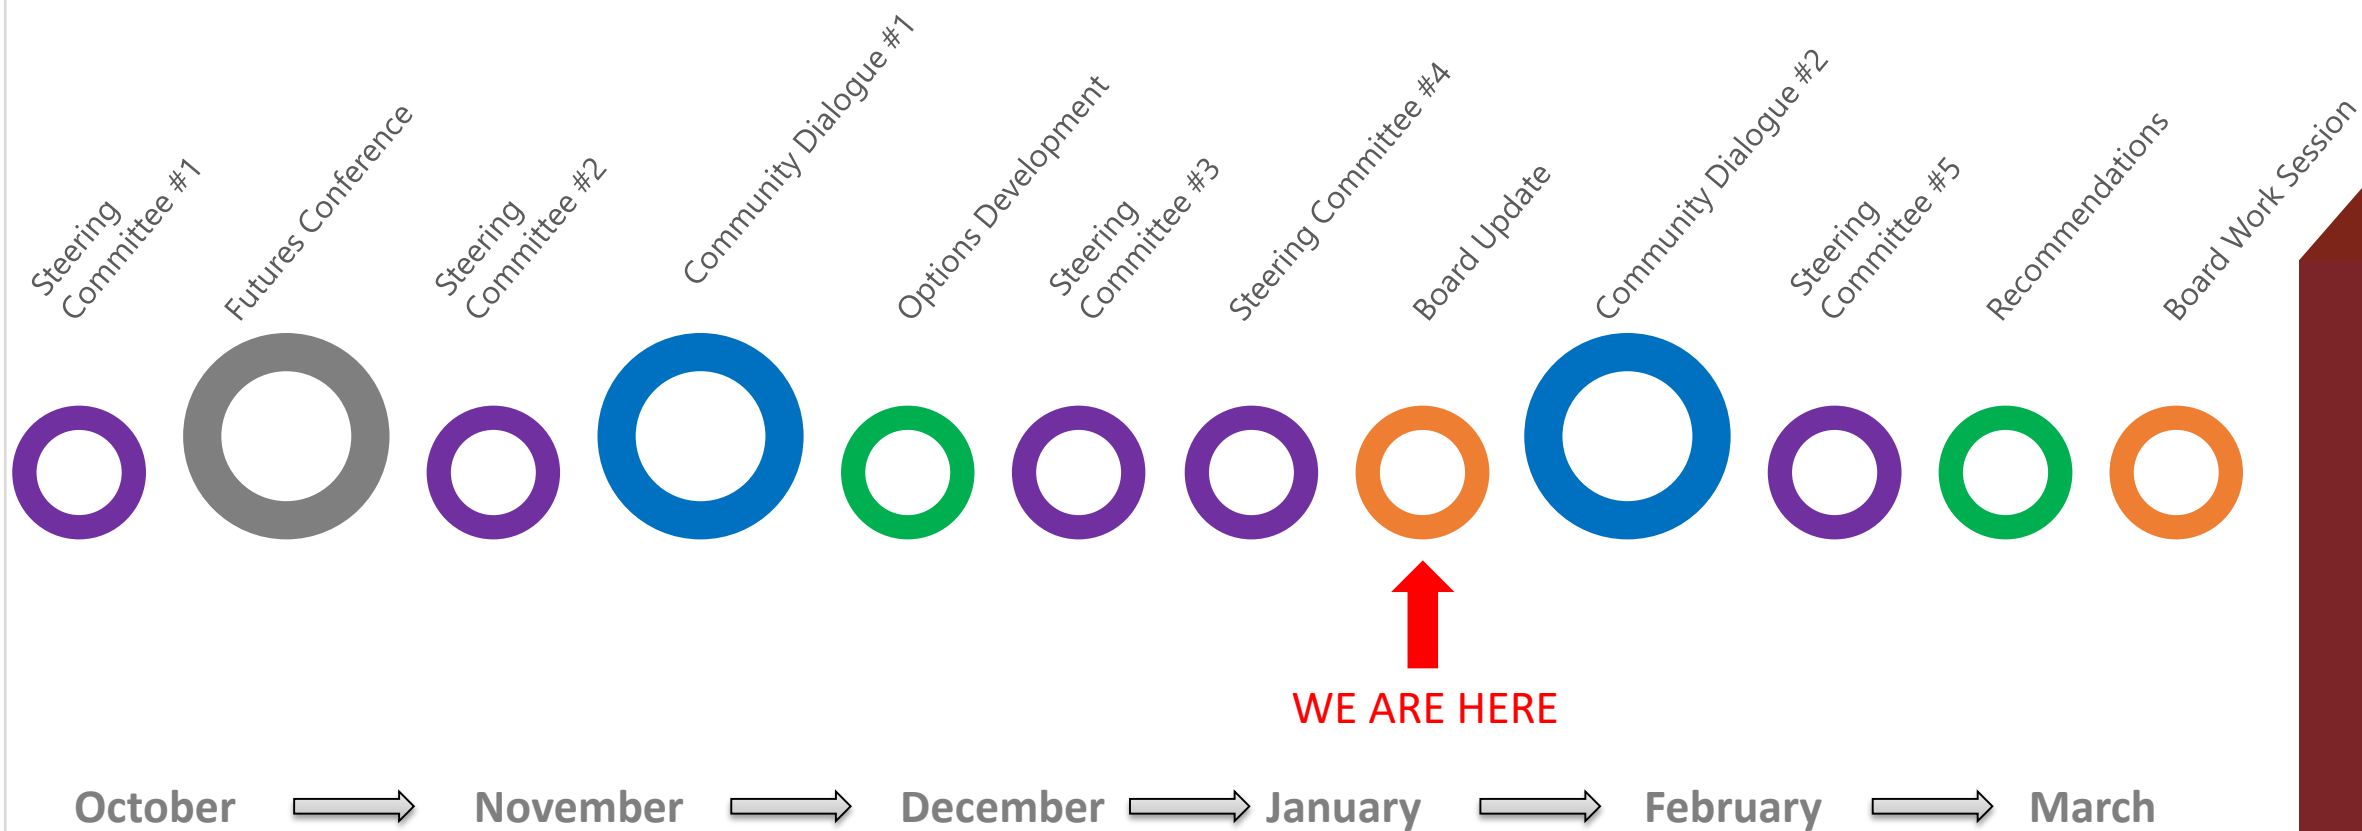 Steering
Committee #1
Futures Conference
Steering
Committee #2
Community Dialogue #1
Options Development
Steering
Committee #3
Steering Committee #4
Board Update
Community Dialogue #2
Steering
Committee #5
Recommendations
Board Work Session
WE ARE HERE
October
November
December
January
February
March